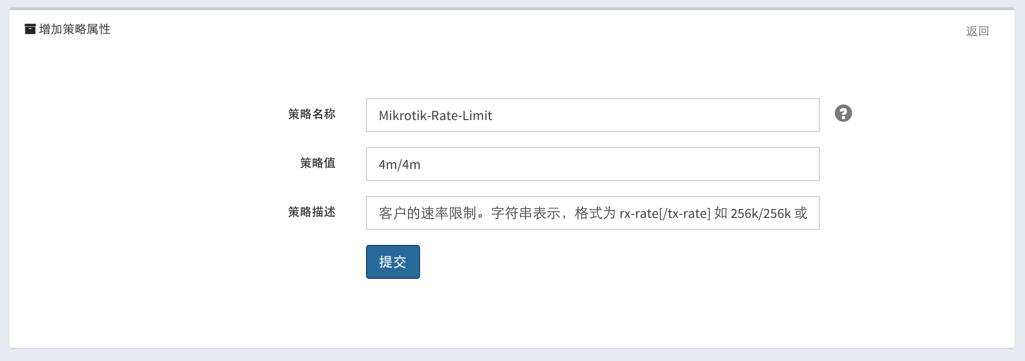 增加策略属性
返回
策略名称
Mikrotik-Rate-Limit
策略值
4m/4m
策略描述
客户的速率限制。字符串表示，格式为 rx-rate[/tx-rate] 如 256k/256k 或
提交